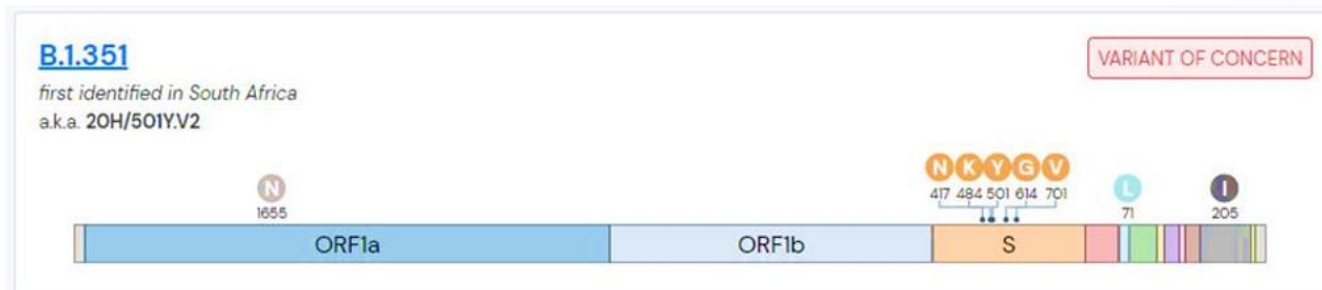 B.1.351
VARIANT OF CONCERN
first identified in South Africa
a.k.a. 20H/501Y.V2
N K Y G V
N L I
417 484 501 614 701
1655 71 205
ORF1a ORF1b S